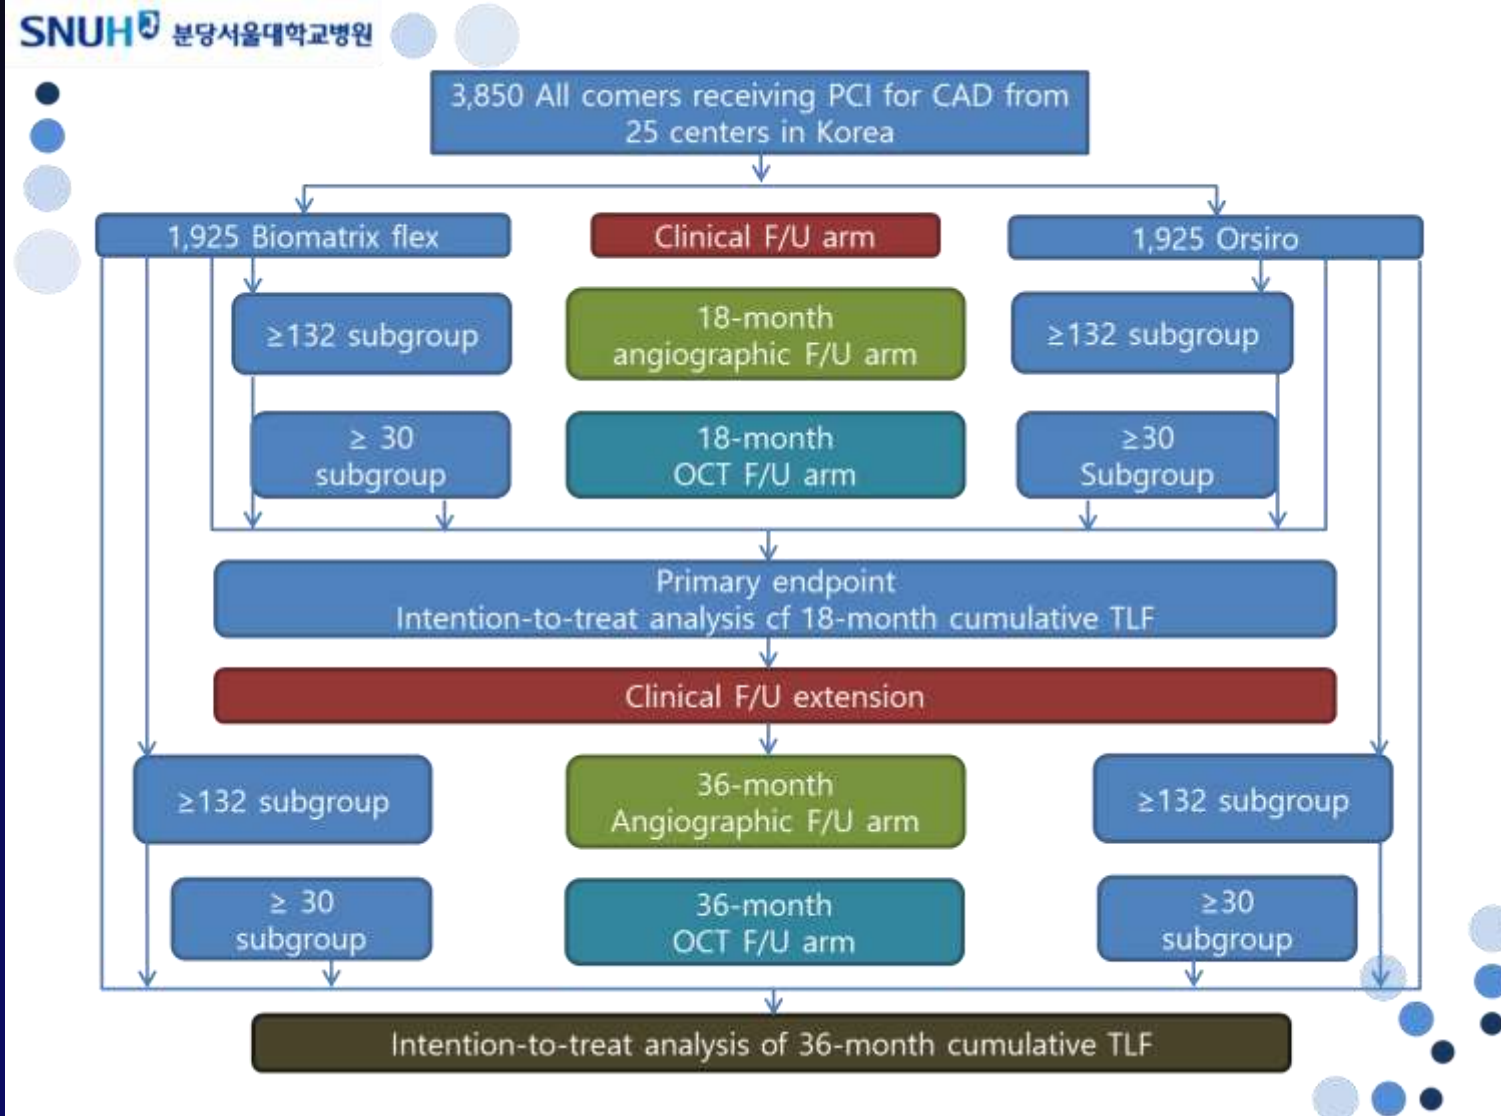 SNUH 분당서울대학교병원
3,850 All comers receiving PCI for CAD from
25 centers in Korea
1,925 Biomatrix flex
Clinical F/U arm
1,925 Orsiro
≥132 subgroup
18-month
angiographic F/U arm
≥132 subgroup
≥ 30
subgroup
18-month
OCT F/U arm
≥30
Subgroup
Primary endpoint
Intention-to-treat analysis cf 18-month cumulative TLF
Clinical F/U extension
≥132 subgroup
36-month
Angiographic F/U arm
≥132 subgroup
≥ 30
subgroup
36-month
OCT F/U arm
≥30
subgroup
Intention-to-treat analysis of 36-month cumulative TLF